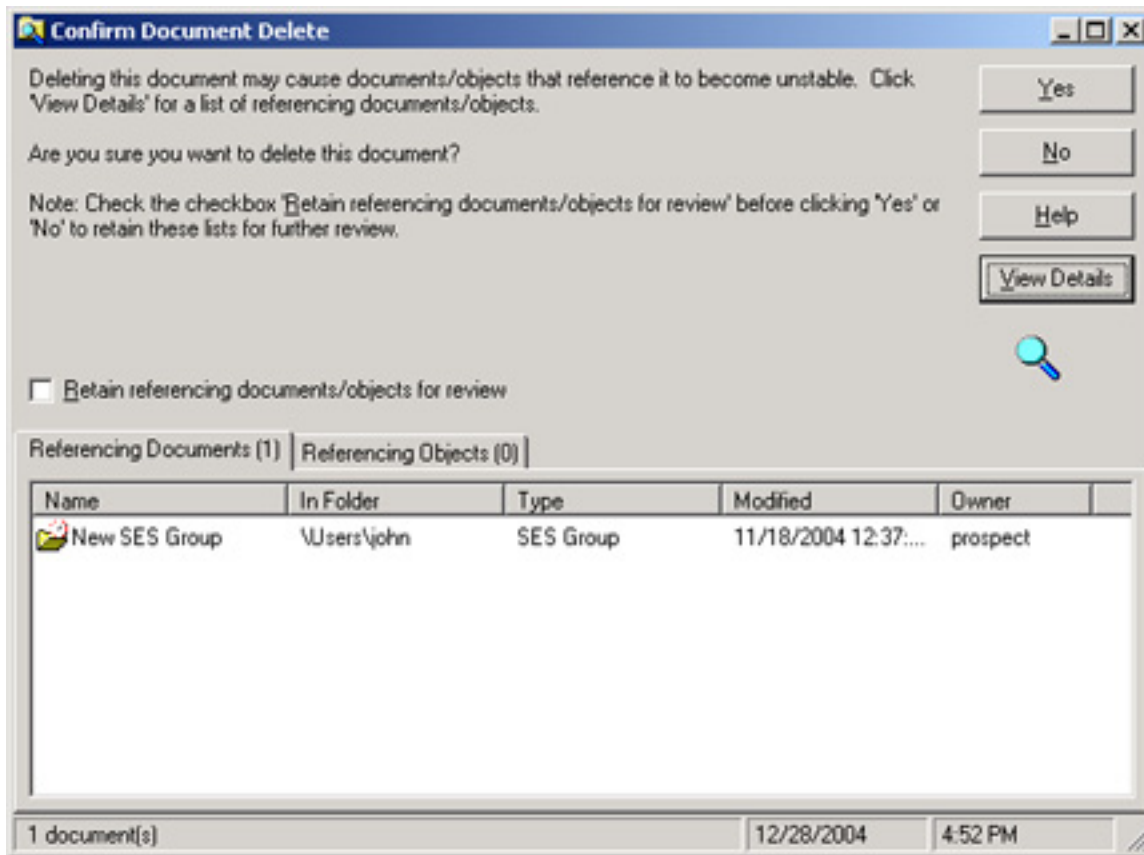 Confirm Document Delete
Deleting this document may cause documents/objects that reference it to become unstable. Click
'View Details' for a list of referencing documents/objects.
Yes
Are you sure you want to delete this document?
No
Note: Check the checkbox 'Retain referencing documents/objects for review' before clicking 'Yes' or
'No' to retain these lists for further review.
Help
View Details
Retain referencing documents/objects for review
Referencing Documents (1) Referencing Objects (0)
Name In Folder Type Modified Owner
New SES Group \Users\john SES Group 11/18/2004 12:37:... prospect
1 document(s) 12/28/2004 4:52 PM